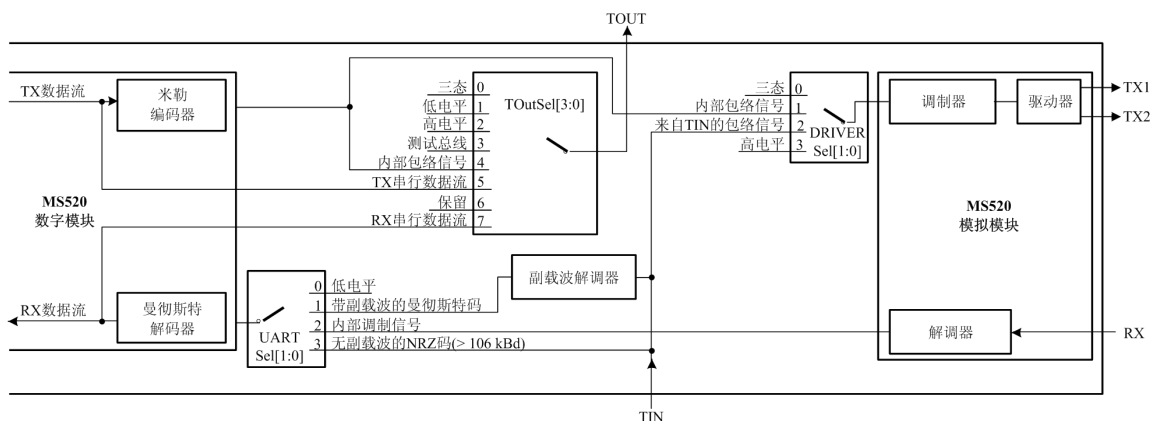 TOUT
TX数据流
米勒
编码器
三态 0
低电平 1
高电平 2
测试总线 3
内部包络信号 4
TX串行数据流 5
保留 6
RX串行数据流 7
TOutSel[3:0]
三态 0
内部包络信号 1
来自TIN的包络信号 2
高电平 3
DRIVER
Sel[1:0]
调制器
驱动器
TX1
TX2
MS520
数字模块
MS520
模拟模块
副载波解调器
RX数据流
曼彻斯特
解码器
UART
Sel[1:0]
0 低电平
1 带副载波的曼彻斯特码
2 内部调制信号
3 无副载波的NRZ码(> 106 kBd)
解调器
RX
TIN